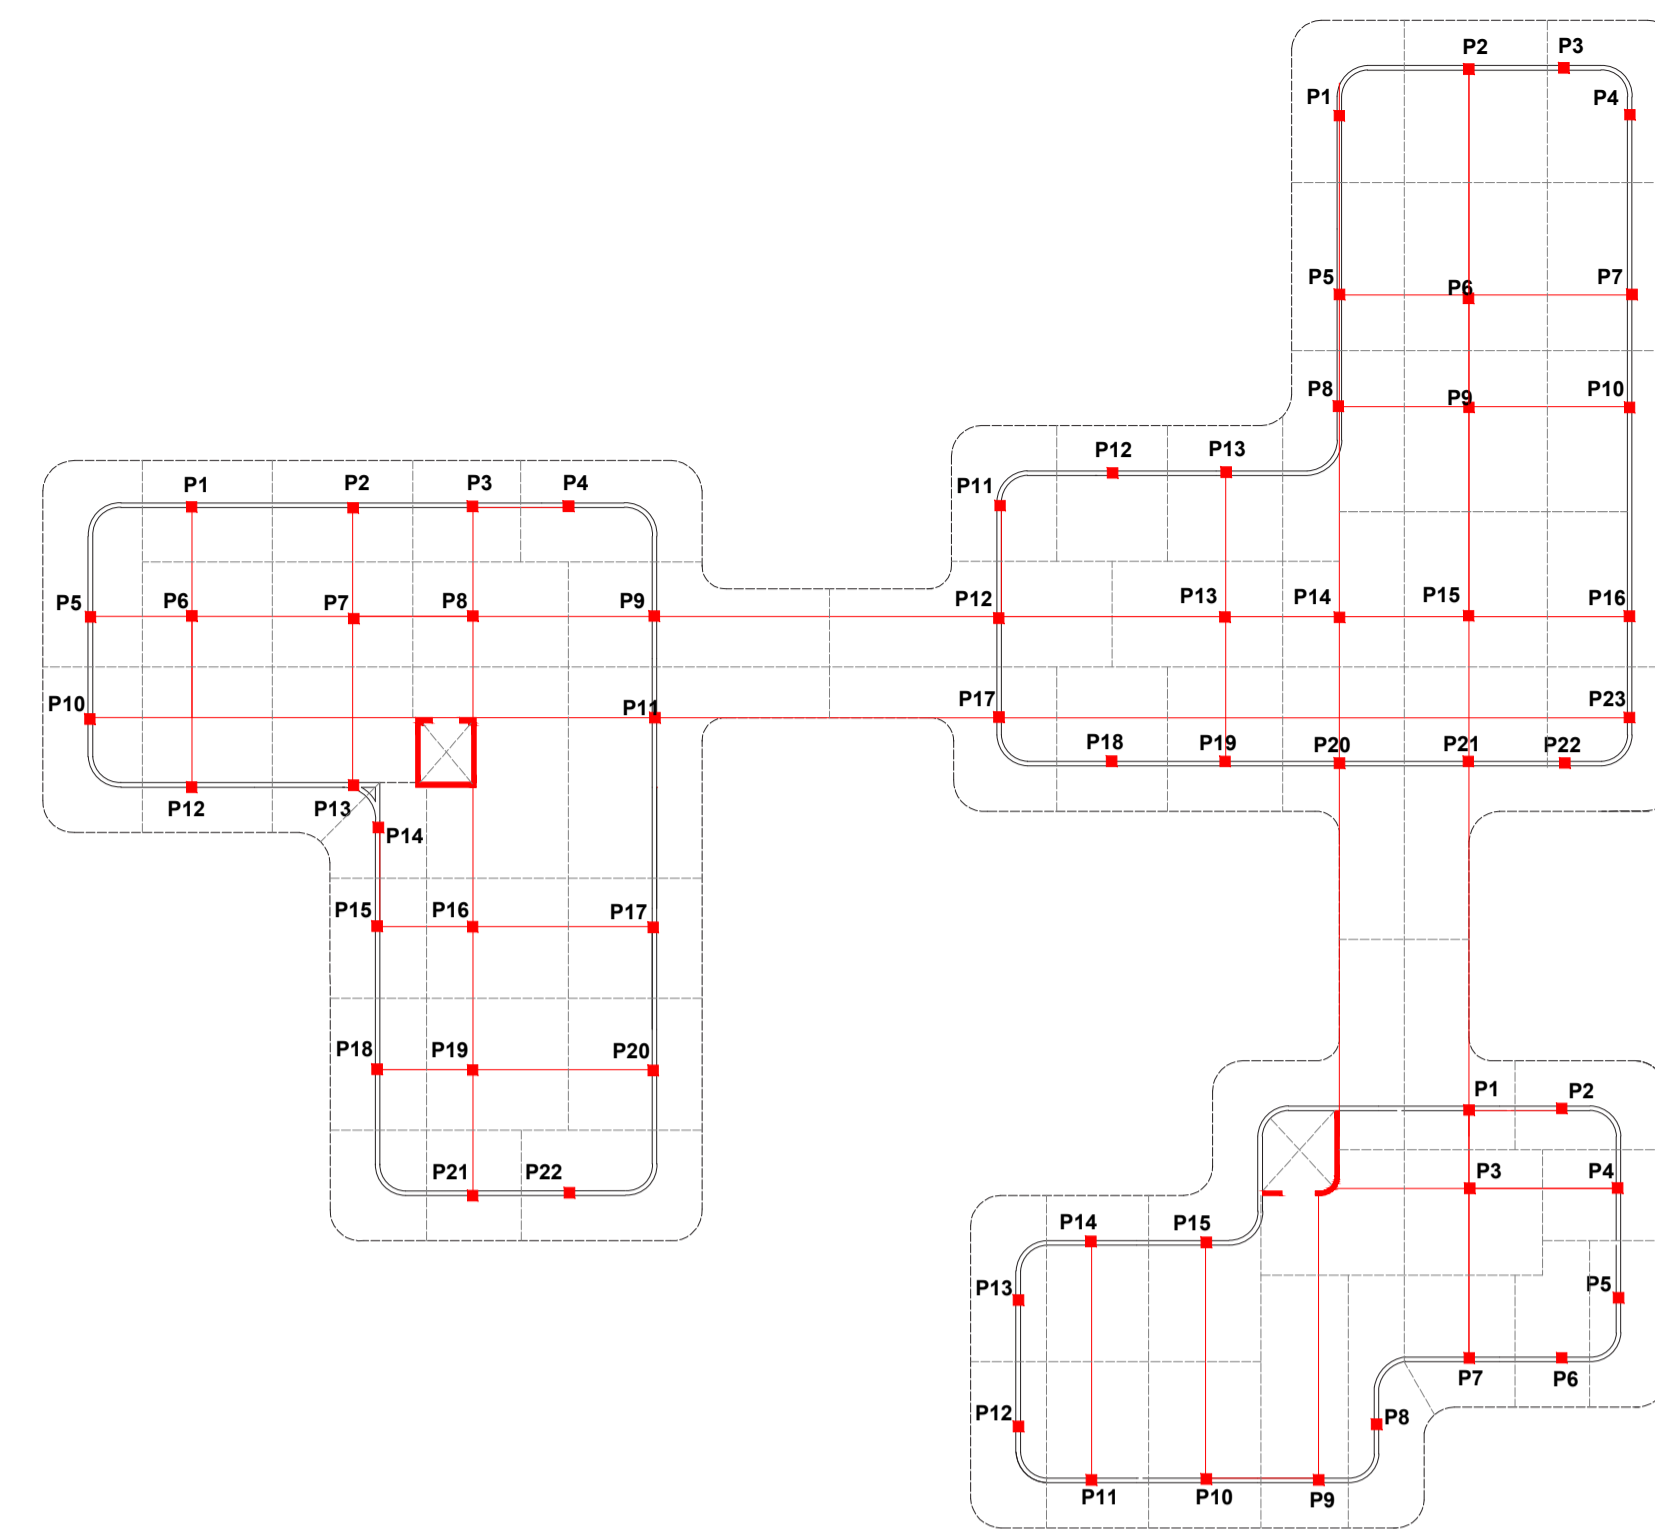 P2 P3
P1 P4
P5 P6 P7
P8 P9 P10
P12 P13
P11
P1 P2 P3 P4
P5 P6 P7 P8 P9
P12 P13 P14 P15 P16
P10 P11
P17 P23
P18 P19 P20 P21 P22
P12 P13
P14
P15 P16 P17
P18 P19 P20
P21 P22
P1 P2
P3 P4
P14 P15
P13 P5
P7 P6
P12 P8
P11 P10 P9